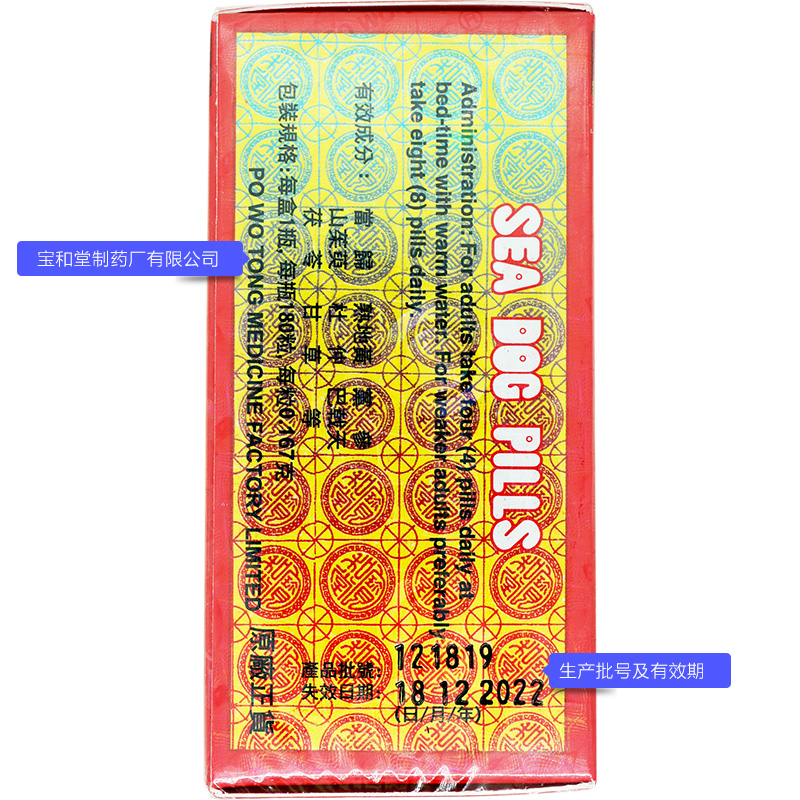 SEA DOG PILLS
Administration: For adults take four (4) pills daily at
bed-time with warm water. For weaker adults preferably
take eight (8) pills daily.
有效成分: 當 歸 熟地黃 黨 參
山茱萸 杜 仲 巴戟天
茯 苓 甘 草 等
包裝規格:每盒1瓶, 每瓶180粒, 每粒0.167克
PO WO TONG MEDICINE FACTORY LIMITED 原廠正貨
產品批號: 121819
失效日期: 18 12 2022
(日/月/年)
宝和堂制药厂有限公司
生产批号及有效期